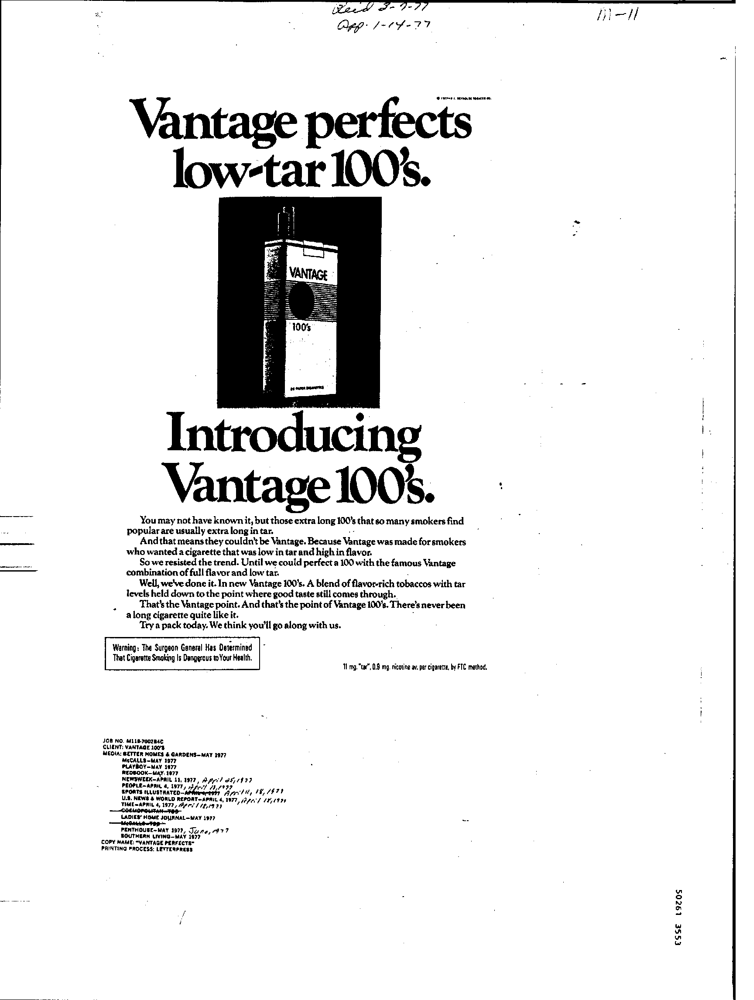 Rec'd 3-7-77
App. 1-14-77
M-11
Vantage perfects
low-tar 100's.
VANTAGE
100's
Introducing
Vantage 100's.
You may not have known it, but those extra long 100's that so many smokers find
popular are usually extra long in tar.
And that means they couldn't be Vantage. Because Vantage was made for smokers
who wanted a cigarette that was low in tar and high in flavor.
So we resisted the trend. Until we could perfect a 100 with the famous Vantage
combination of full flavor and low tar.
Well, we've done it. In new Vantage 100's. A blend of flavor-rich tobaccos with tar
levels held down to the point where good taste still comes through.
That's the Vantage point. And that's the point of Vantage 100's. There's never been
a long cigarette quite like it.
Try a pack today. We think you'll go along with us.
Warning: The Surgeon General Has Determined
That Cigarette Smoking Is Dangerous to Your Health.
11 mg. "tar", 0.9 mg. nicotine av. per cigarette, by FTC method.
JOB NO.
CLIENT: VANTAGE 100'S
MEDIA: BETTER HOMES & GARDENS—MAY 1977
McCALLS—MAY 1977
PLAYBOY—MAY 1977
REDBOOK—MAY 1977
NEWSWEEK—APRIL 11, 1977, April 25, 1977
PEOPLE—APRIL 4, 1977, April 18, 1977
SPORTS ILLUSTRATED—APRIL 4, 1977 April 11, 18, 1977
U.S. NEWS & WORLD REPORT—APRIL 4, 1977, April 18, 1977
TIME—APRIL 4, 1977, April 18, 1977
COSMOPOLITAN—TBD
LADIES' HOME JOURNAL—MAY 1977
McCALLS—TBD
PENTHOUSE—MAY 1977, June, 1977
SOUTHERN LIVING—MAY 1977
COPY NAME: "VANTAGE PERFECTS"
PRINTING PROCESS: LETTERPRESS
50261 3553